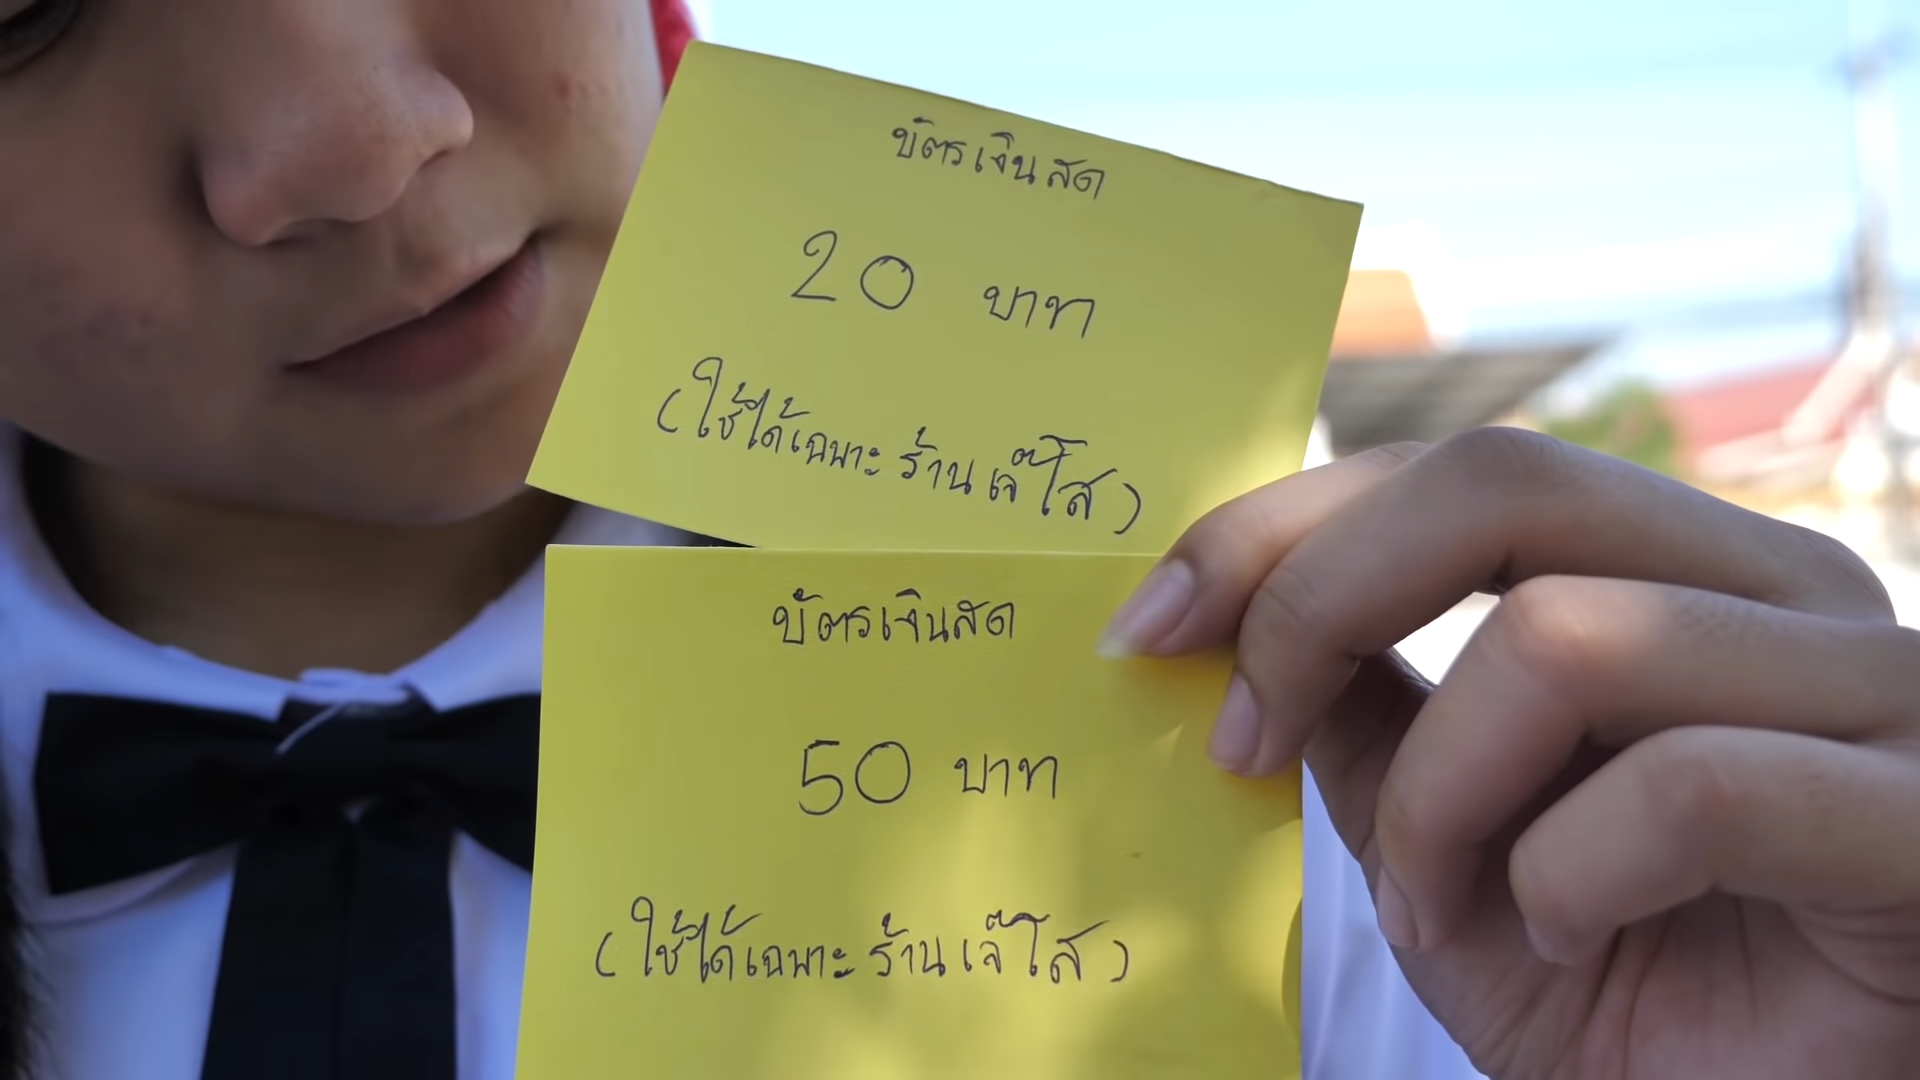 บัตรเงินสด
20 บาท
(ใช้ได้เฉพาะร้านเจ๊โส)
บัตรเงินสด
50 บาท
(ใช้ได้เฉพาะร้านเจ๊โส)